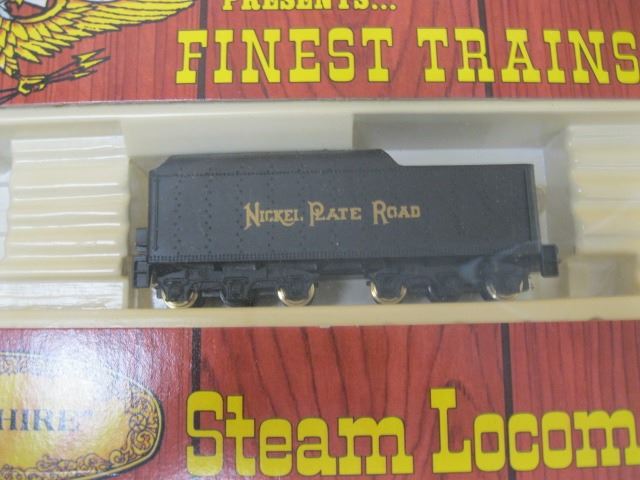 PRESENTS...
FINEST TRAINS
NICKEL PLATE ROAD
HIRE
Steam Locom